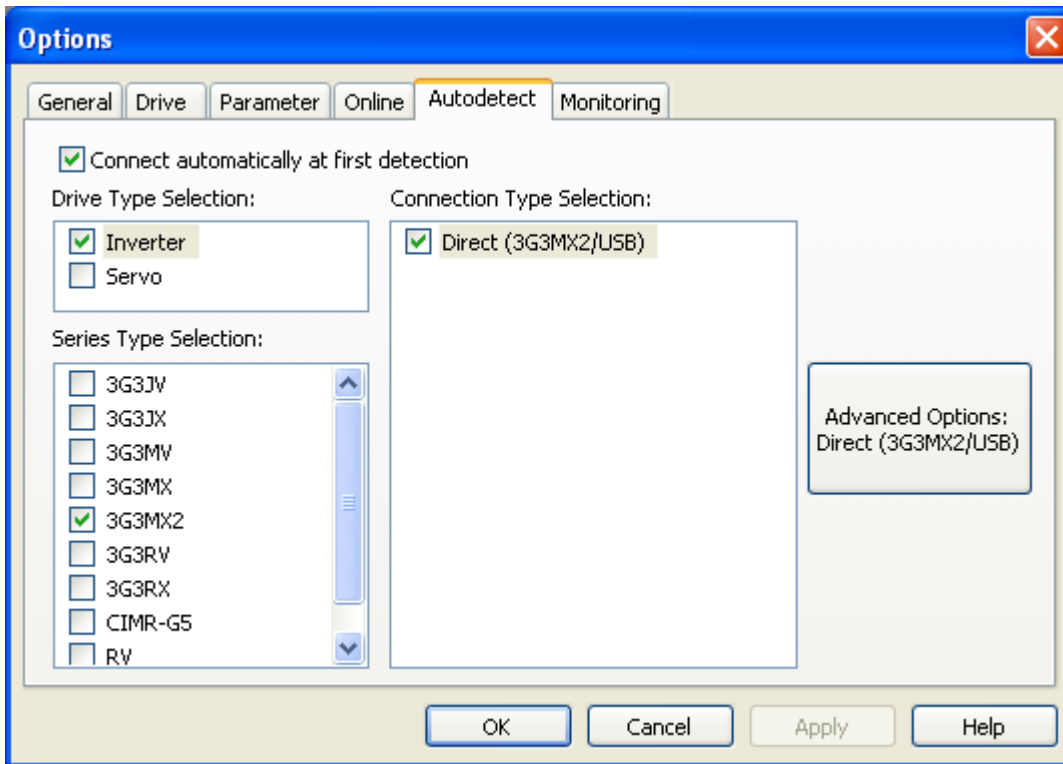 Options
General Drive Parameter Online Autodetect Monitoring
Connect automatically at first detection
Drive Type Selection:
Inverter
Servo
Connection Type Selection:
Direct (3G3MX2/USB)
Series Type Selection:
3G3JV
3G3JX
3G3MV
3G3MX
3G3MX2
3G3RV
3G3RX
CIMR-G5
RV
Advanced Options:
Direct (3G3MX2/USB)
OK Cancel Apply Help